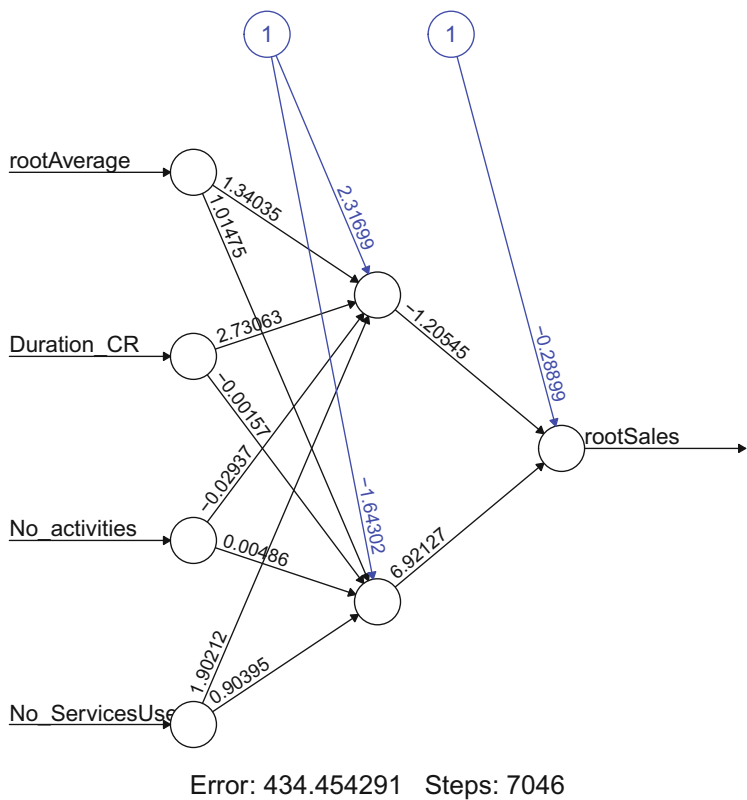 1
1
rootAverage
1.34035
1.01475
2.31699
Duration_CR
2.73063
−0.00157
−1.20545
−0.28899
rootSales
−0.02937
−1.64302
No_activities
0.00486
6.92127
1.90212
0.90395
No_ServicesUse
Error: 434.454291 Steps: 7046